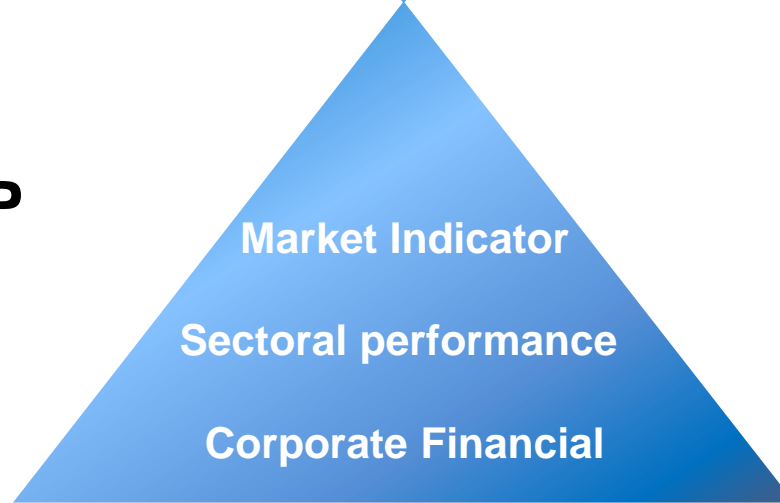 P
Market Indicator
Sectoral performance
Corporate Financial